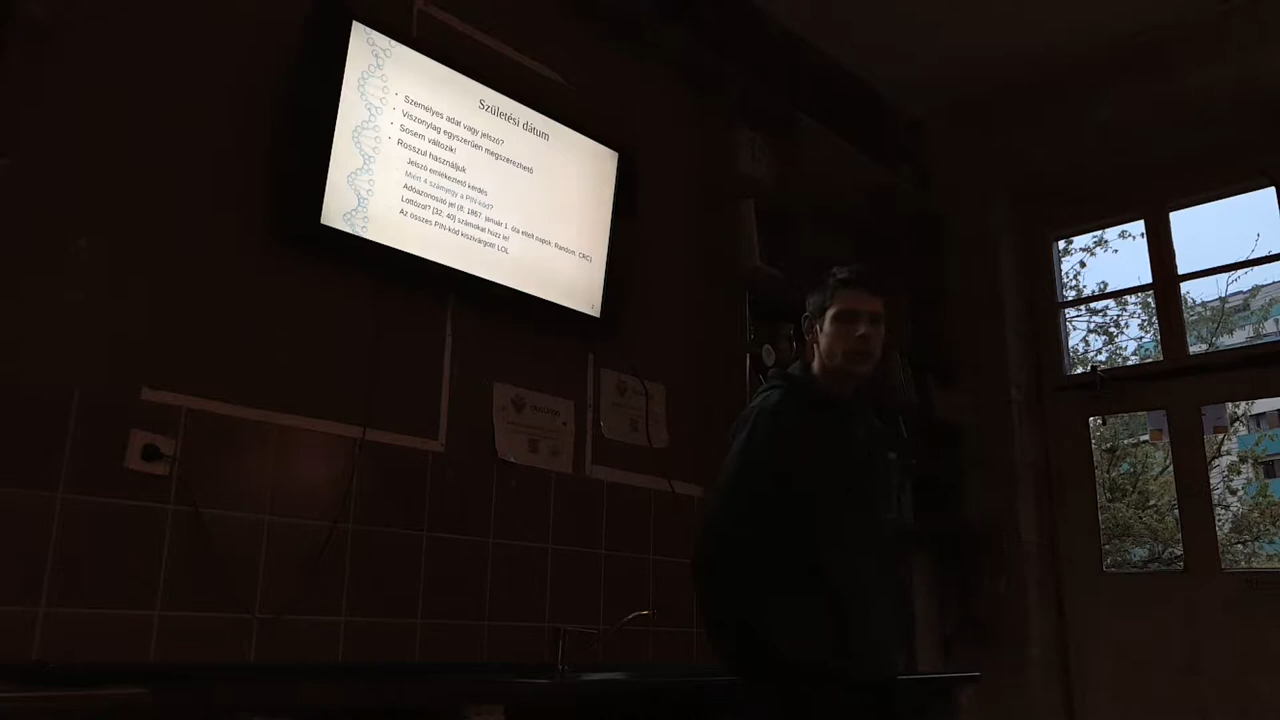 Születési dátum
• Személyes adat vagy jelszó?
• Viszonylag egyszerűen megszerezhető
• Sosem változik!
• Rosszul használjuk
Jelszó emlékeztető kérdés
Miért 4 számjegy a PIN-kód?
Adóazonosító jel (8; 1867. január 1. óta eltelt napok; Random; CRC)
Lottózol? [32; 40] számokat húzz le!
Az összes PIN-kód kiszivárgott! LOL